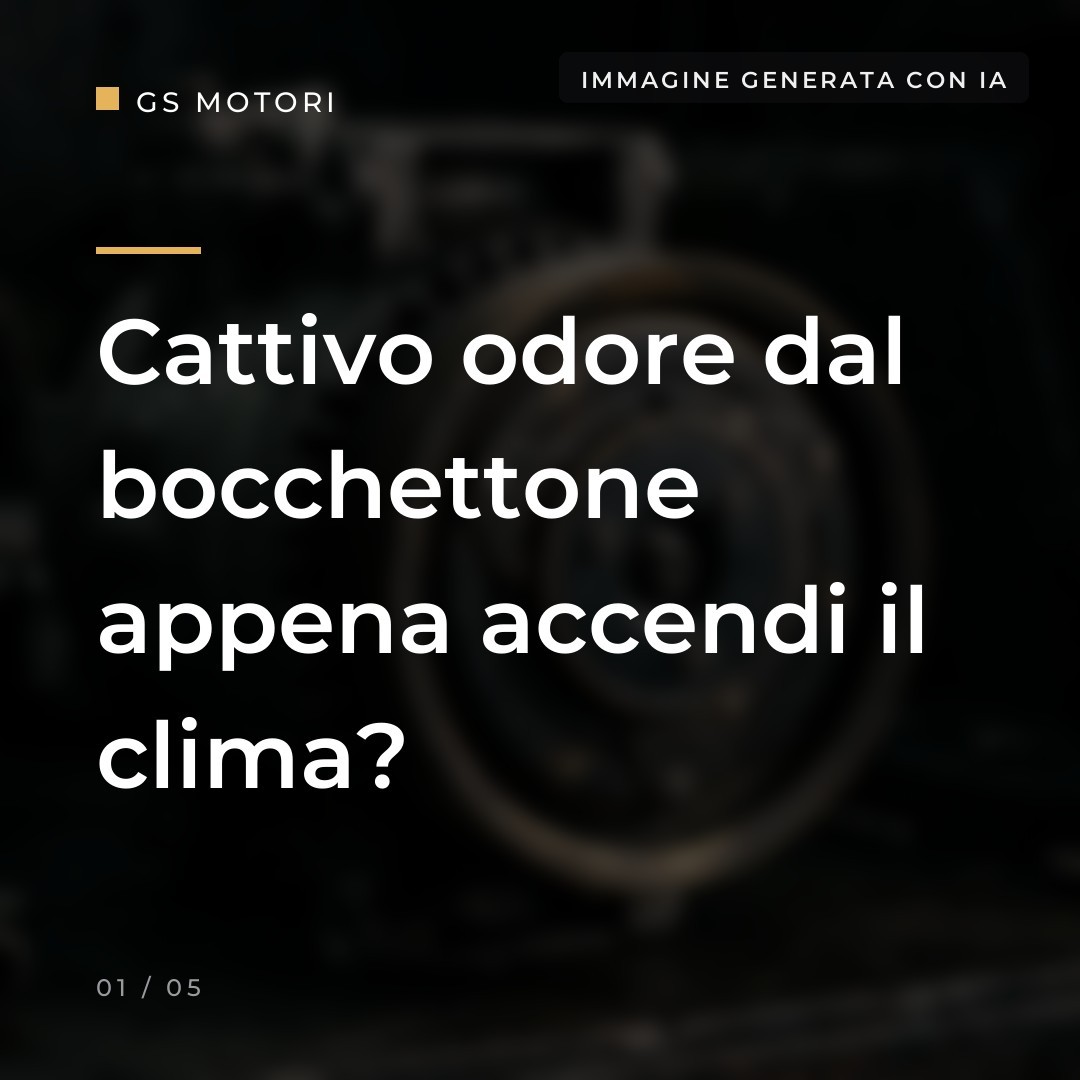 GS MOTORI
IMMAGINE GENERATA CON IA
Cattivo odore dal
bocchettone
appena accendi il
clima?
01 / 05